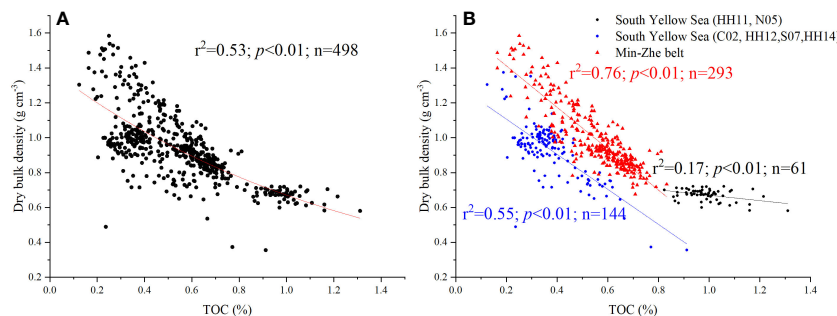 A
r²=0.53; p<0.01; n=498
Dry bulk density (g cm⁻³)
1.6
1.4
1.2
1.0
0.8
0.6
0.4
0.2
0.0 0.2 0.4 0.6 0.8 1.0 1.2 1.4
TOC (%)
B
South Yellow Sea (HH11, N05)
South Yellow Sea (C02, HH12,S07,HH14)
Min-Zhe belt
r²=0.76; p<0.01; n=293
r²=0.17; p<0.01; n=61
r²=0.55; p<0.01; n=144
Dry bulk density (g cm⁻³)
1.6
1.4
1.2
1.0
0.8
0.6
0.4
0.2
0.0 0.2 0.4 0.6 0.8 1.0 1.2 1.4
TOC (%)